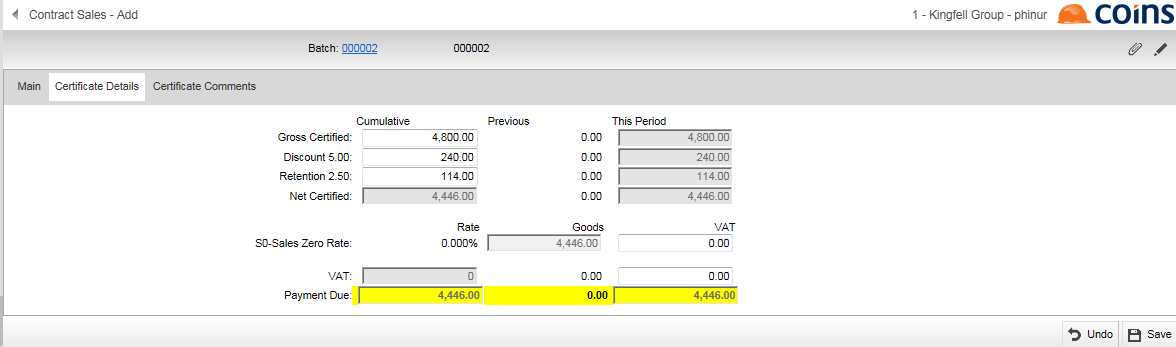 Contract Sales - Add
1 - Kingfell Group - phinur
coins
Batch: 000002 000002
Main Certificate Details Certificate Comments
Cumulative Previous This Period
Gross Certified: 4,800.00 0.00 4,800.00
Discount 5.00: 240.00 0.00 240.00
Retention 2.50: 114.00 0.00 114.00
Net Certified: 4,446.00 0.00 4,446.00
Rate Goods VAT
S0-Sales Zero Rate: 0.000% 4,446.00 0.00
VAT: 0 0.00 0.00
Payment Due: 4,446.00 0.00 4,446.00
Undo Save